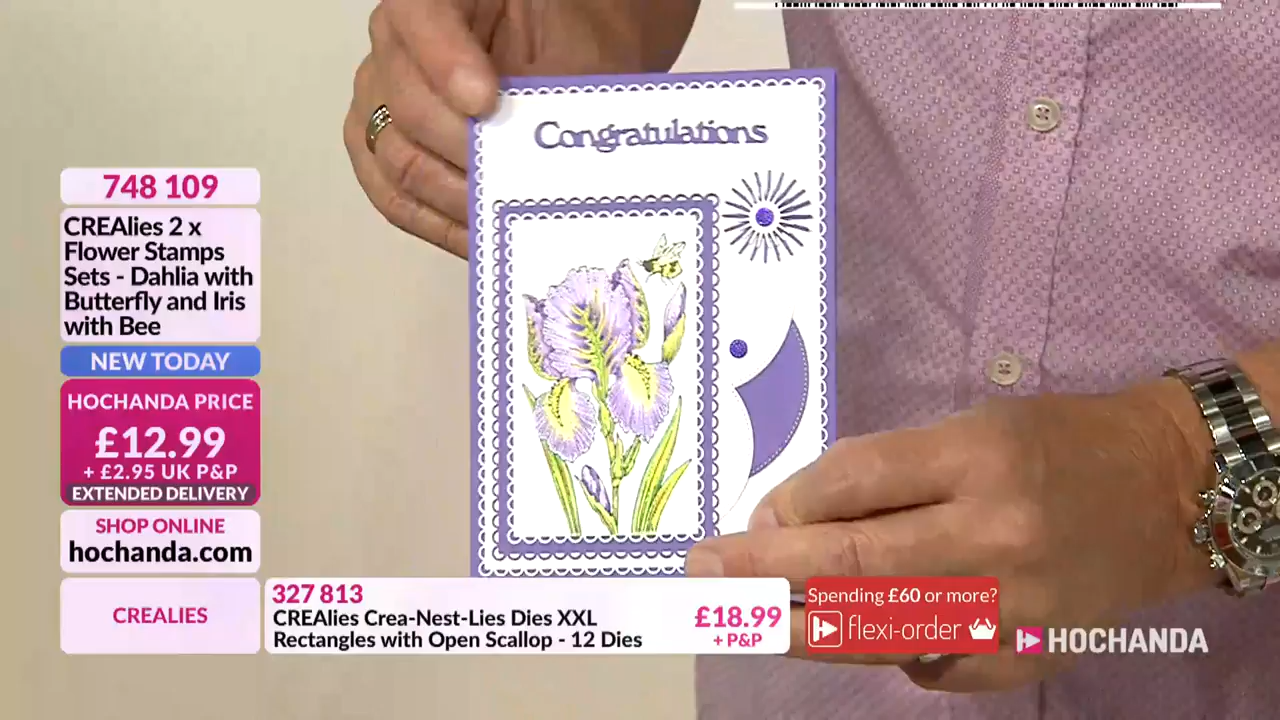 Congratulations
748 109
CREAlies 2 x
Flower Stamps
Sets - Dahlia with
Butterfly and Iris
with Bee
NEW TODAY
HOCHANDA PRICE
£12.99
+ £2.95 UK P&P
EXTENDED DELIVERY
SHOP ONLINE
hochanda.com
CREALIES
327 813
CREAlies Crea-Nest-Lies Dies XXL
Rectangles with Open Scallop - 12 Dies
£18.99
+ P&P
Spending £60 or more?
flexi-order
HOCHANDA